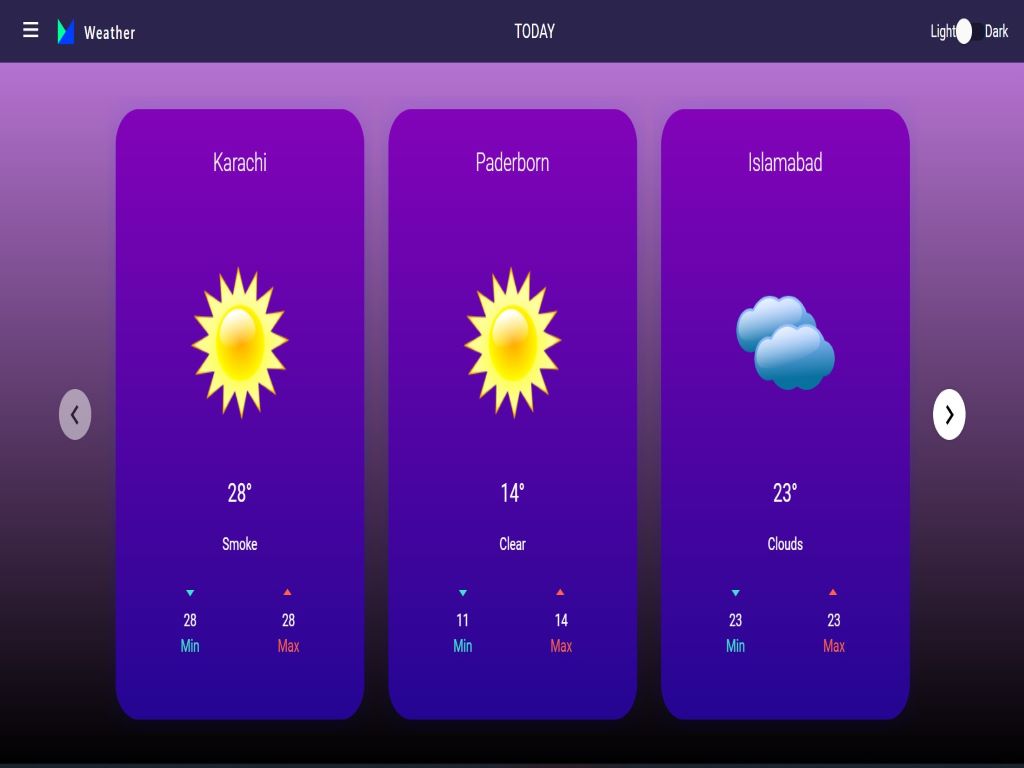 Weather
TODAY
Light Dark
Karachi
28°
Smoke
28 28
Min Max
Paderborn
14°
Clear
11 14
Min Max
Islamabad
23°
Clouds
23 23
Min Max